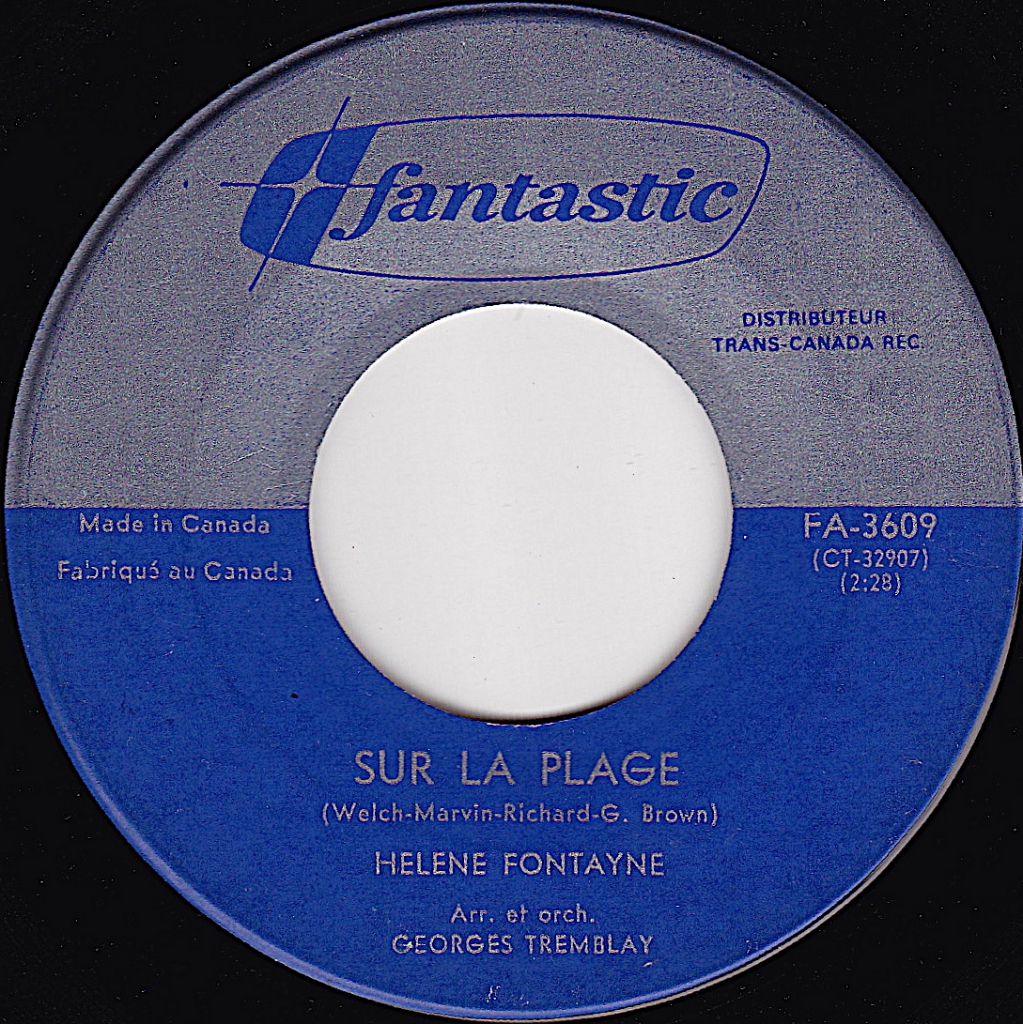 fantastic
DISTRIBUTEUR
TRANS-CANADA REC.
Made in Canada
Fabriqué au Canada
FA-3609
(CT-32907)
(2:28)
SUR LA PLAGE
(Welch-Marvin-Richard-G. Brown)
HELENE FONTAYNE
Arr. et orch.
GEORGES TREMBLAY